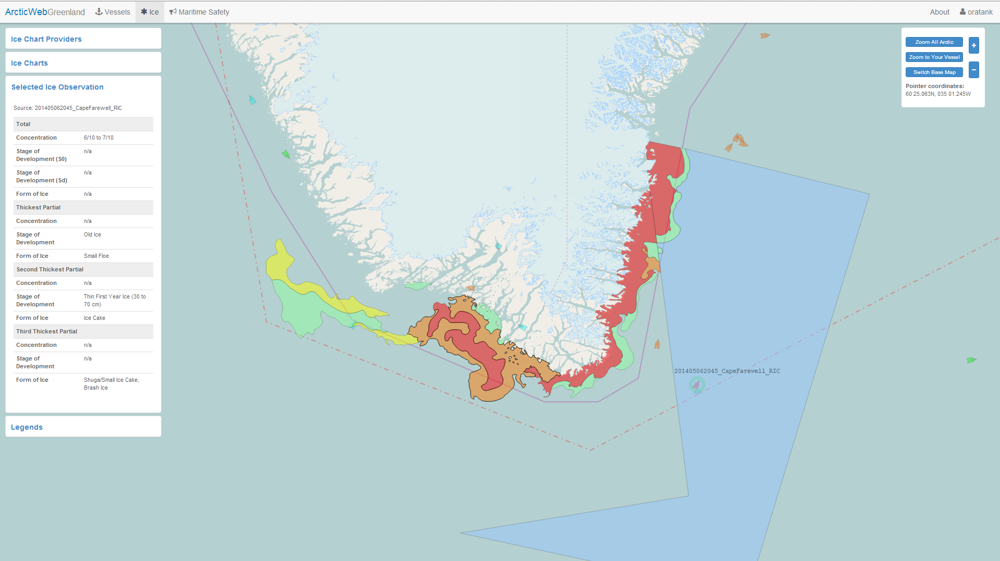 ArcticWebGreenland Vessels Ice Maritime Safety About oratank
Ice Chart Providers
Ice Charts
Selected Ice Observation
Source: 201405062045_CapeFarewell_RIC
Total
Concentration 6/10 to 7/10
Stage of n/a
Development (S0)
Stage of n/a
Development (Sd)
Form of Ice n/a
Thickest Partial
Concentration n/a
Stage of Old Ice
Development
Form of Ice Small Floe
Second Thickest Partial
Concentration n/a
Stage of Thin First Year Ice (30 to
Development 70 cm)
Form of Ice Ice Cake
Third Thickest Partial
Concentration n/a
Stage of n/a
Development
Form of Ice Shuga/Small Ice Cake,
Brash Ice
Legends
Zoom All Arctic
+
Zoom to Your Vessel
Switch Base Map
−
Pointer coordinates:
60 25.063N, 035 01.245W
201405062045_CapeFarewell_RIC